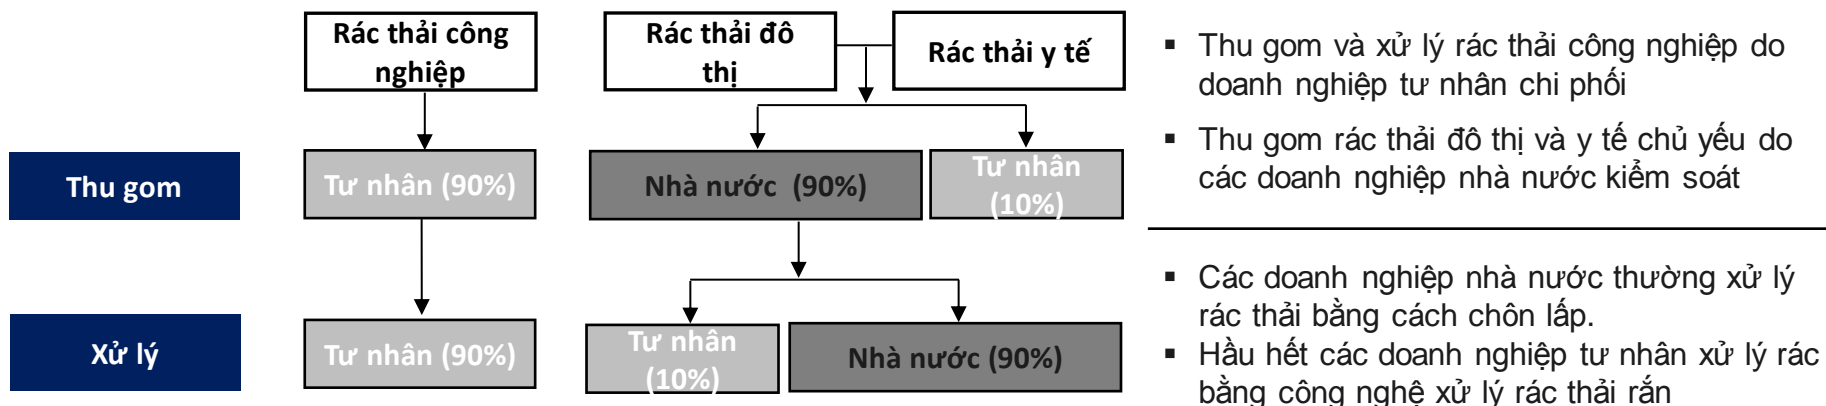 Rác thải công
nghiệp
Rác thải đô
thị
Rác thải y tế
Thu gom
Tư nhân (90%)
Nhà nước (90%)
Tư nhân
(10%)
Xử lý
Tư nhân (90%)
Tư nhân
(10%)
Nhà nước (90%)
▪ Thu gom và xử lý rác thải công nghiệp do
doanh nghiệp tư nhân chi phối
▪ Thu gom rác thải đô thị và y tế chủ yếu do
các doanh nghiệp nhà nước kiểm soát
▪ Các doanh nghiệp nhà nước thường xử lý
rác thải bằng cách chôn lấp.
▪ Hầu hết các doanh nghiệp tư nhân xử lý rác
bằng công nghệ xử lý rác thải rắn